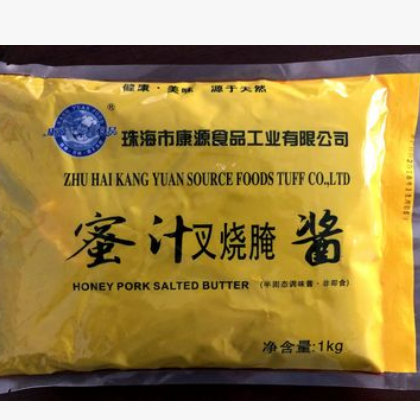 健康·美味 源于天然
®
珠海市康源食品工业有限公司
ZHU HAI KANG YUAN SOURCE FOODS TUFF CO.,LTD
蜜汁叉烧腌酱
HONEY PORK SALTED BUTTER (半固态调味酱·非即食)
净含量:1kg